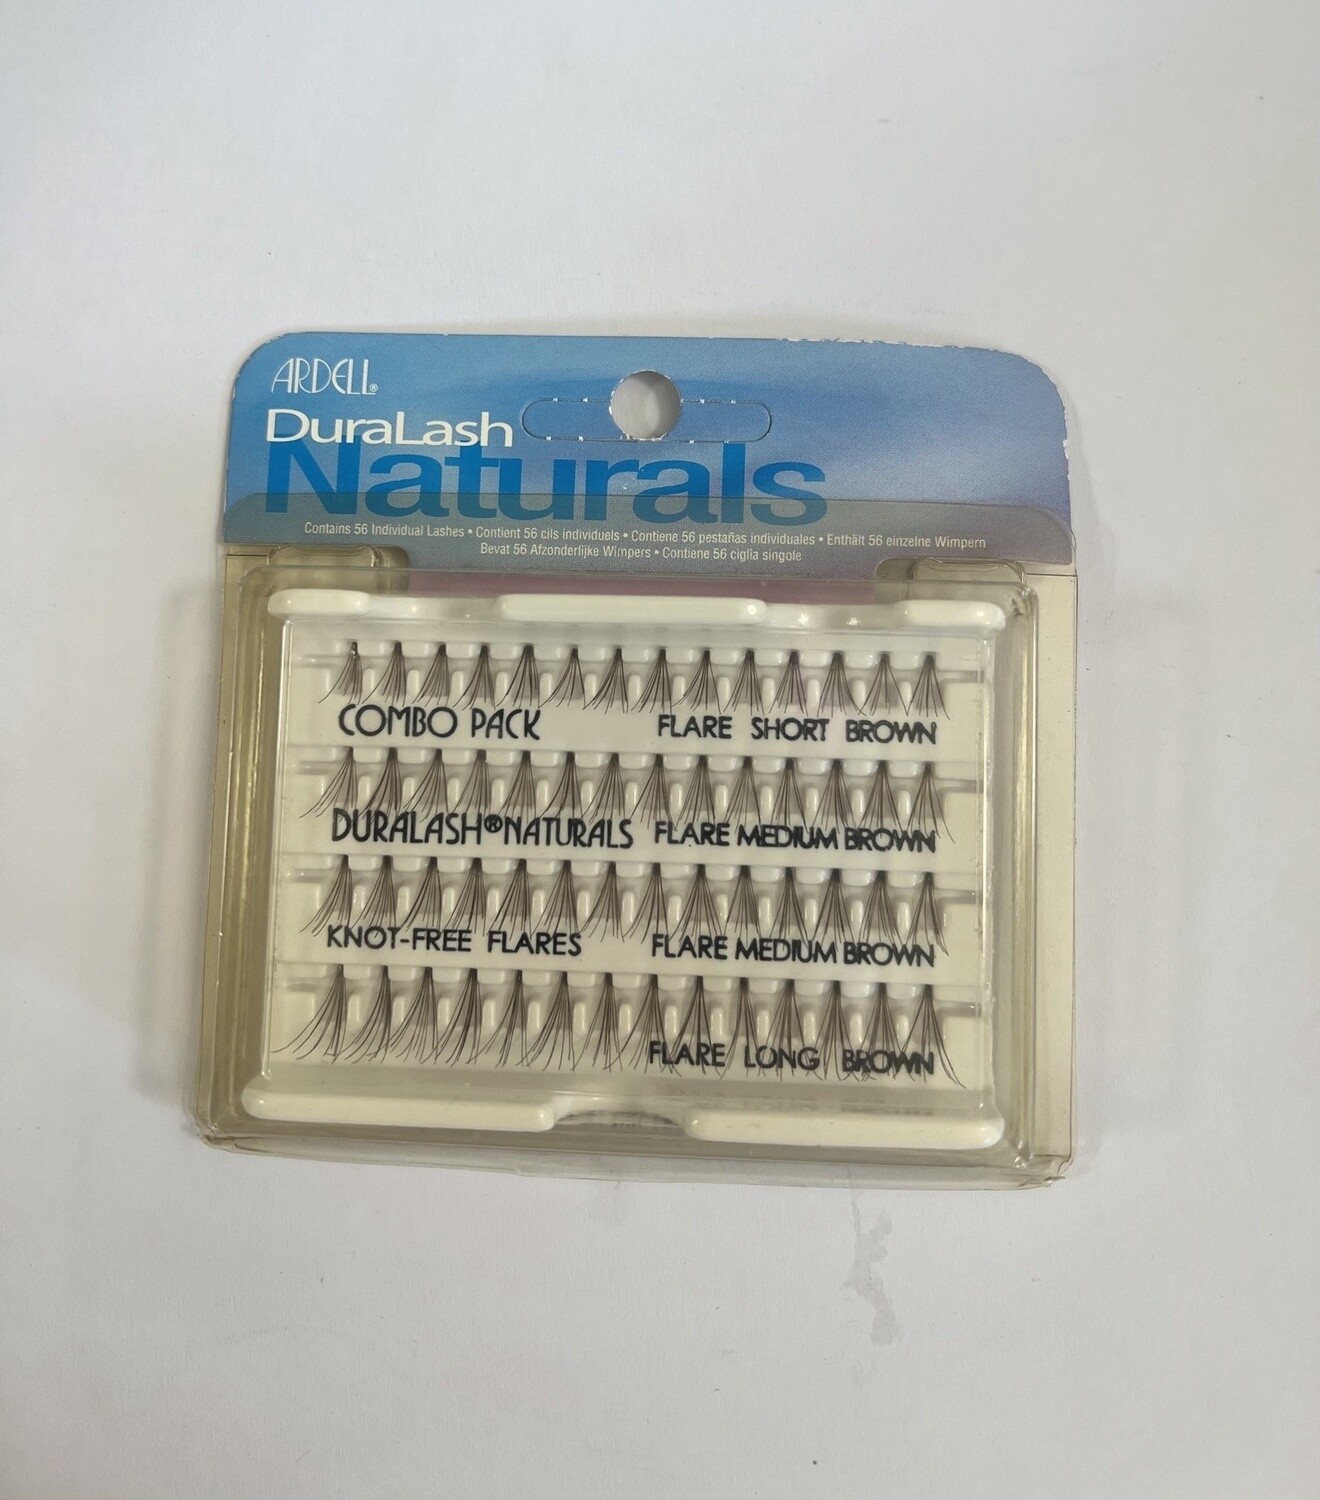 ARDELL®
DuraLash
Naturals
Contains 56 Individual Lashes • Contient 56 cils individuels • Contiene 56 pestañas individuales • Enthält 56 einzelne Wimpern
Bevat 56 Afzonderlijke Wimpers • Contiene 56 ciglia singole
COMBO PACK FLARE SHORT BROWN
DURALASH®NATURALS FLARE MEDIUM BROWN
KNOT-FREE FLARES FLARE MEDIUM BROWN
FLARE LONG BROWN